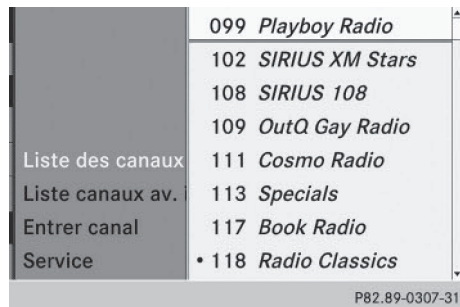 099 Playboy Radio
102 SIRIUS XM Stars
108 SIRIUS 108
109 OutQ Gay Radio
Liste des canaux 111 Cosmo Radio
Liste canaux av. 113 Specials
Entrer canal 117 Book Radio
Service • 118 Radio Classics
P82.89-0307-31